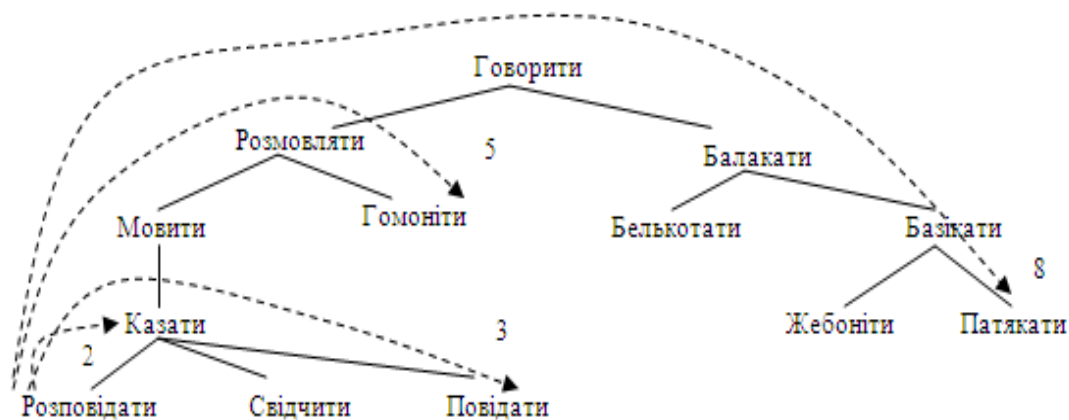 Говорити
Розмовляти
5
Балакати
Мовити
Гомоніти
Белькотати
Базікати
8
Казати
2
3
Жебоніти
Патякати
Розповідати
Свідчити
Повідати